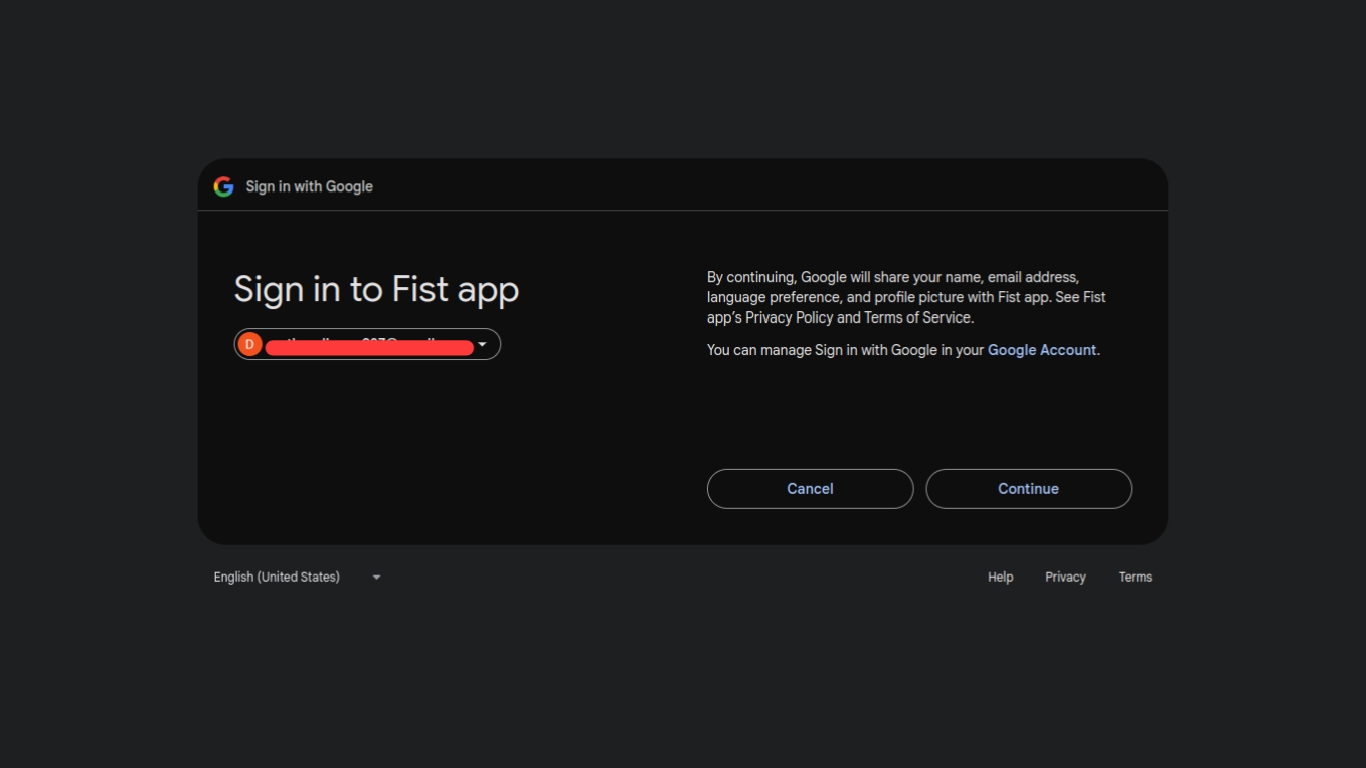 Sign in with Google
Sign in to Fist app
D
By continuing, Google will share your name, email address,
language preference, and profile picture with Fist app. See Fist
app’s Privacy Policy and Terms of Service.
You can manage Sign in with Google in your Google Account.
Cancel
Continue
English (United States)
Help
Privacy
Terms